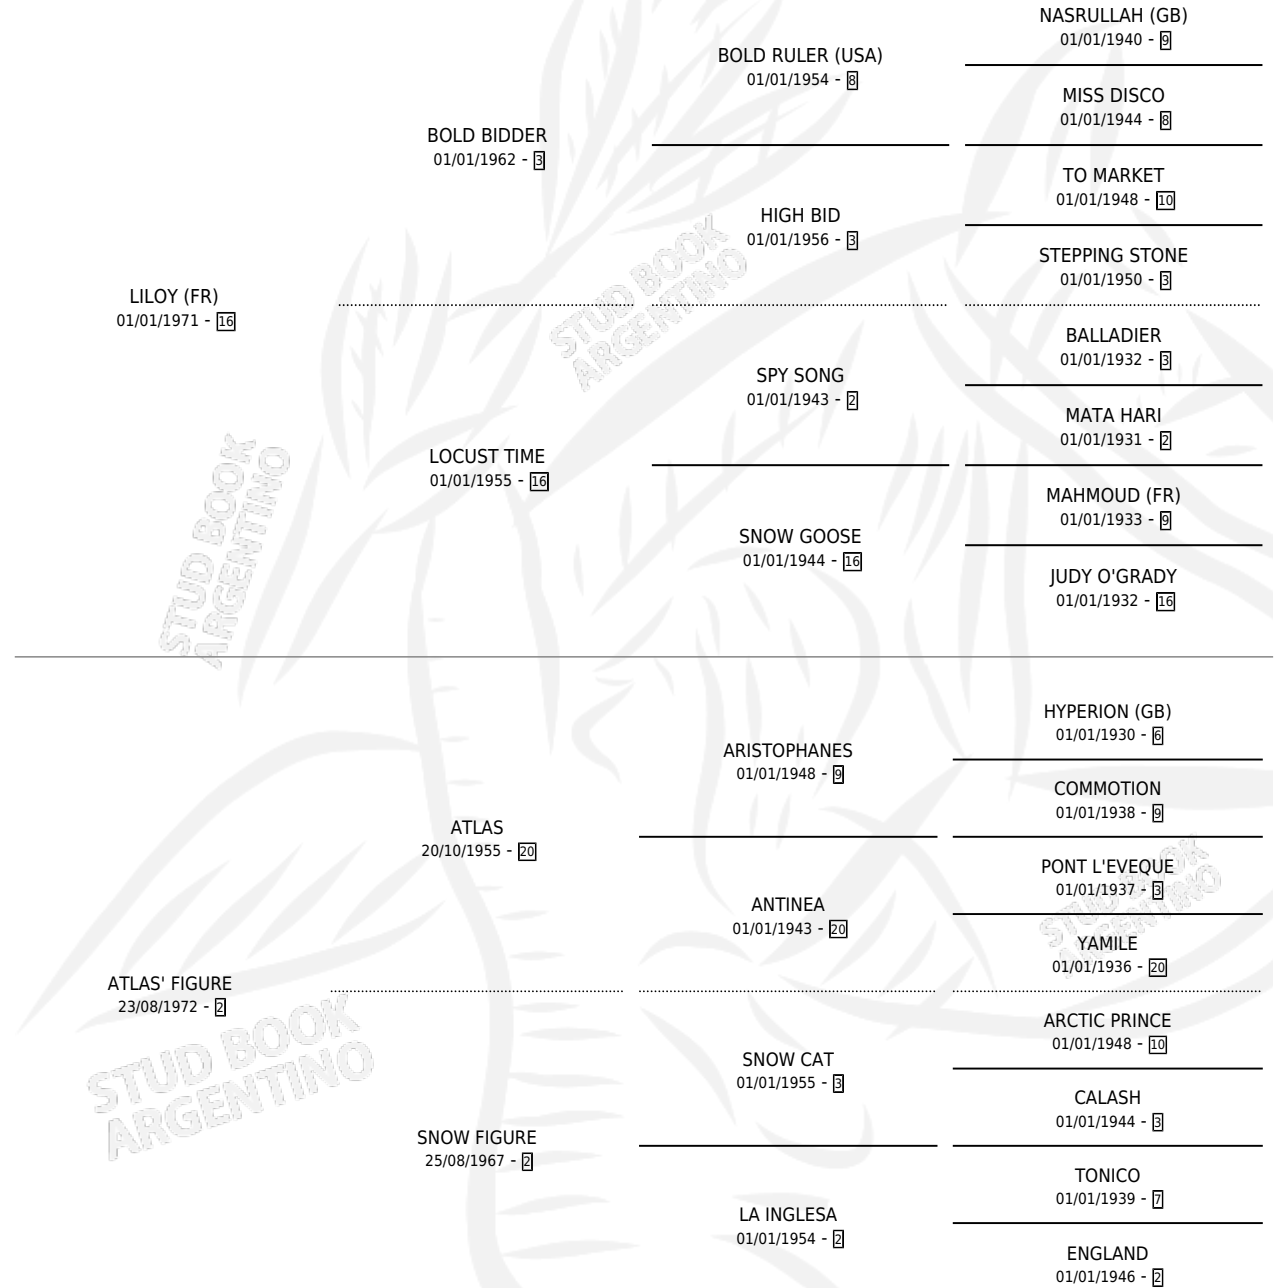 NASRULLAH (GB)
01/01/1940 - 9
BOLD RULER (USA)
01/01/1954 - 8
MISS DISCO
01/01/1944 - 8
BOLD BIDDER
01/01/1962 - 3
TO MARKET
01/01/1948 - 10
HIGH BID
01/01/1956 - 3
STEPPING STONE
01/01/1950 - 3
LILOY (FR)
01/01/1971 - 16
BALLADIER
01/01/1932 - 3
SPY SONG
01/01/1943 - 2
MATA HARI
01/01/1931 - 2
LOCUST TIME
01/01/1955 - 16
MAHMOUD (FR)
01/01/1933 - 9
SNOW GOOSE
01/01/1944 - 16
JUDY O'GRADY
01/01/1932 - 16
HYPERION (GB)
01/01/1930 - 6
ARISTOPHANES
01/01/1948 - 9
COMMOTION
01/01/1938 - 9
ATLAS
20/10/1955 - 20
PONT L'EVEQUE
01/01/1937 - 3
ANTINEA
01/01/1943 - 20
YAMILE
01/01/1936 - 20
ATLAS' FIGURE
23/08/1972 - 2
ARCTIC PRINCE
01/01/1948 - 10
SNOW CAT
01/01/1955 - 3
CALASH
01/01/1944 - 3
SNOW FIGURE
25/08/1967 - 2
TONICO
01/01/1939 - 7
LA INGLESA
01/01/1954 - 2
ENGLAND
01/01/1946 - 2
STUD BOOK
ARGENTINO
STUD BOOK
ARGENTINO
STUD BOOK
ARGENTINO
STUD BOOK
ARGENTINO